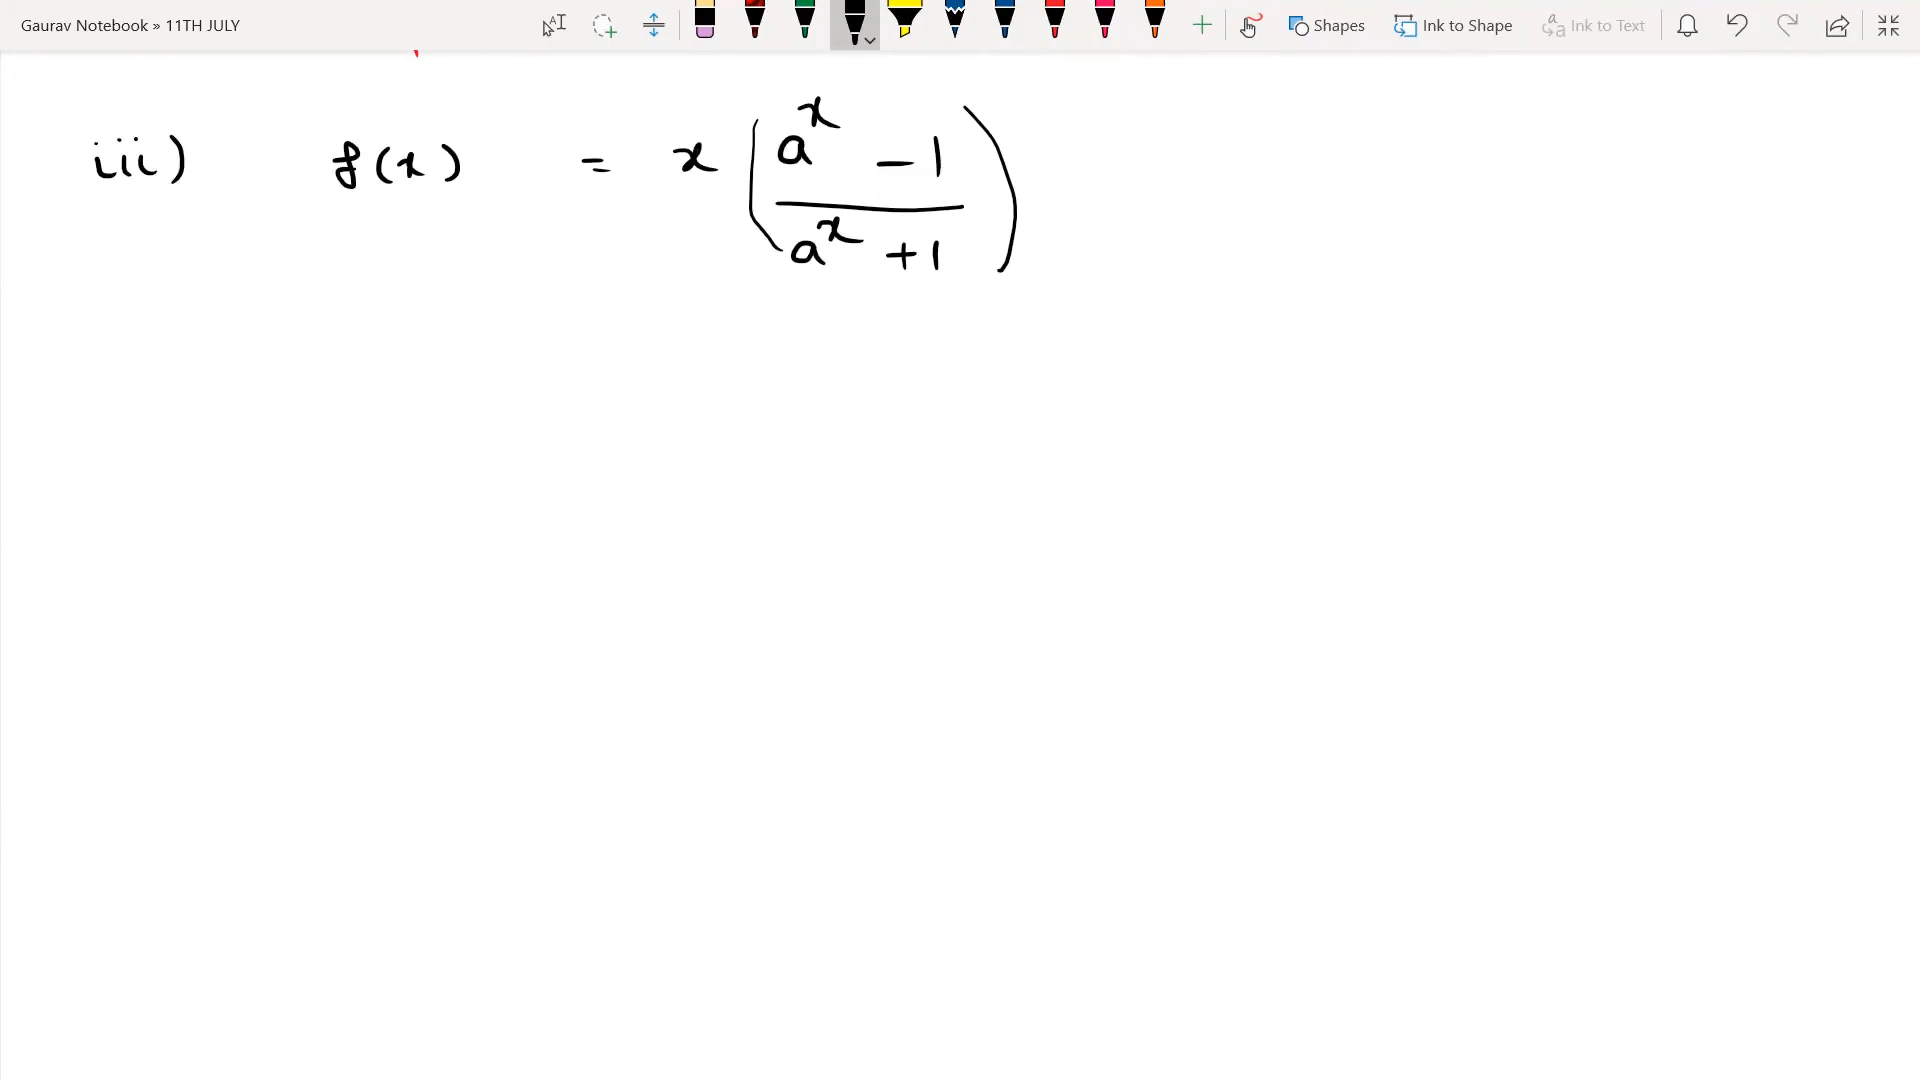 Gaurav Notebook » 11TH JULY
Shapes
Ink to Shape
Ink to Text
iii) f(x) = x ( (a^x - 1) / (a^x + 1) )